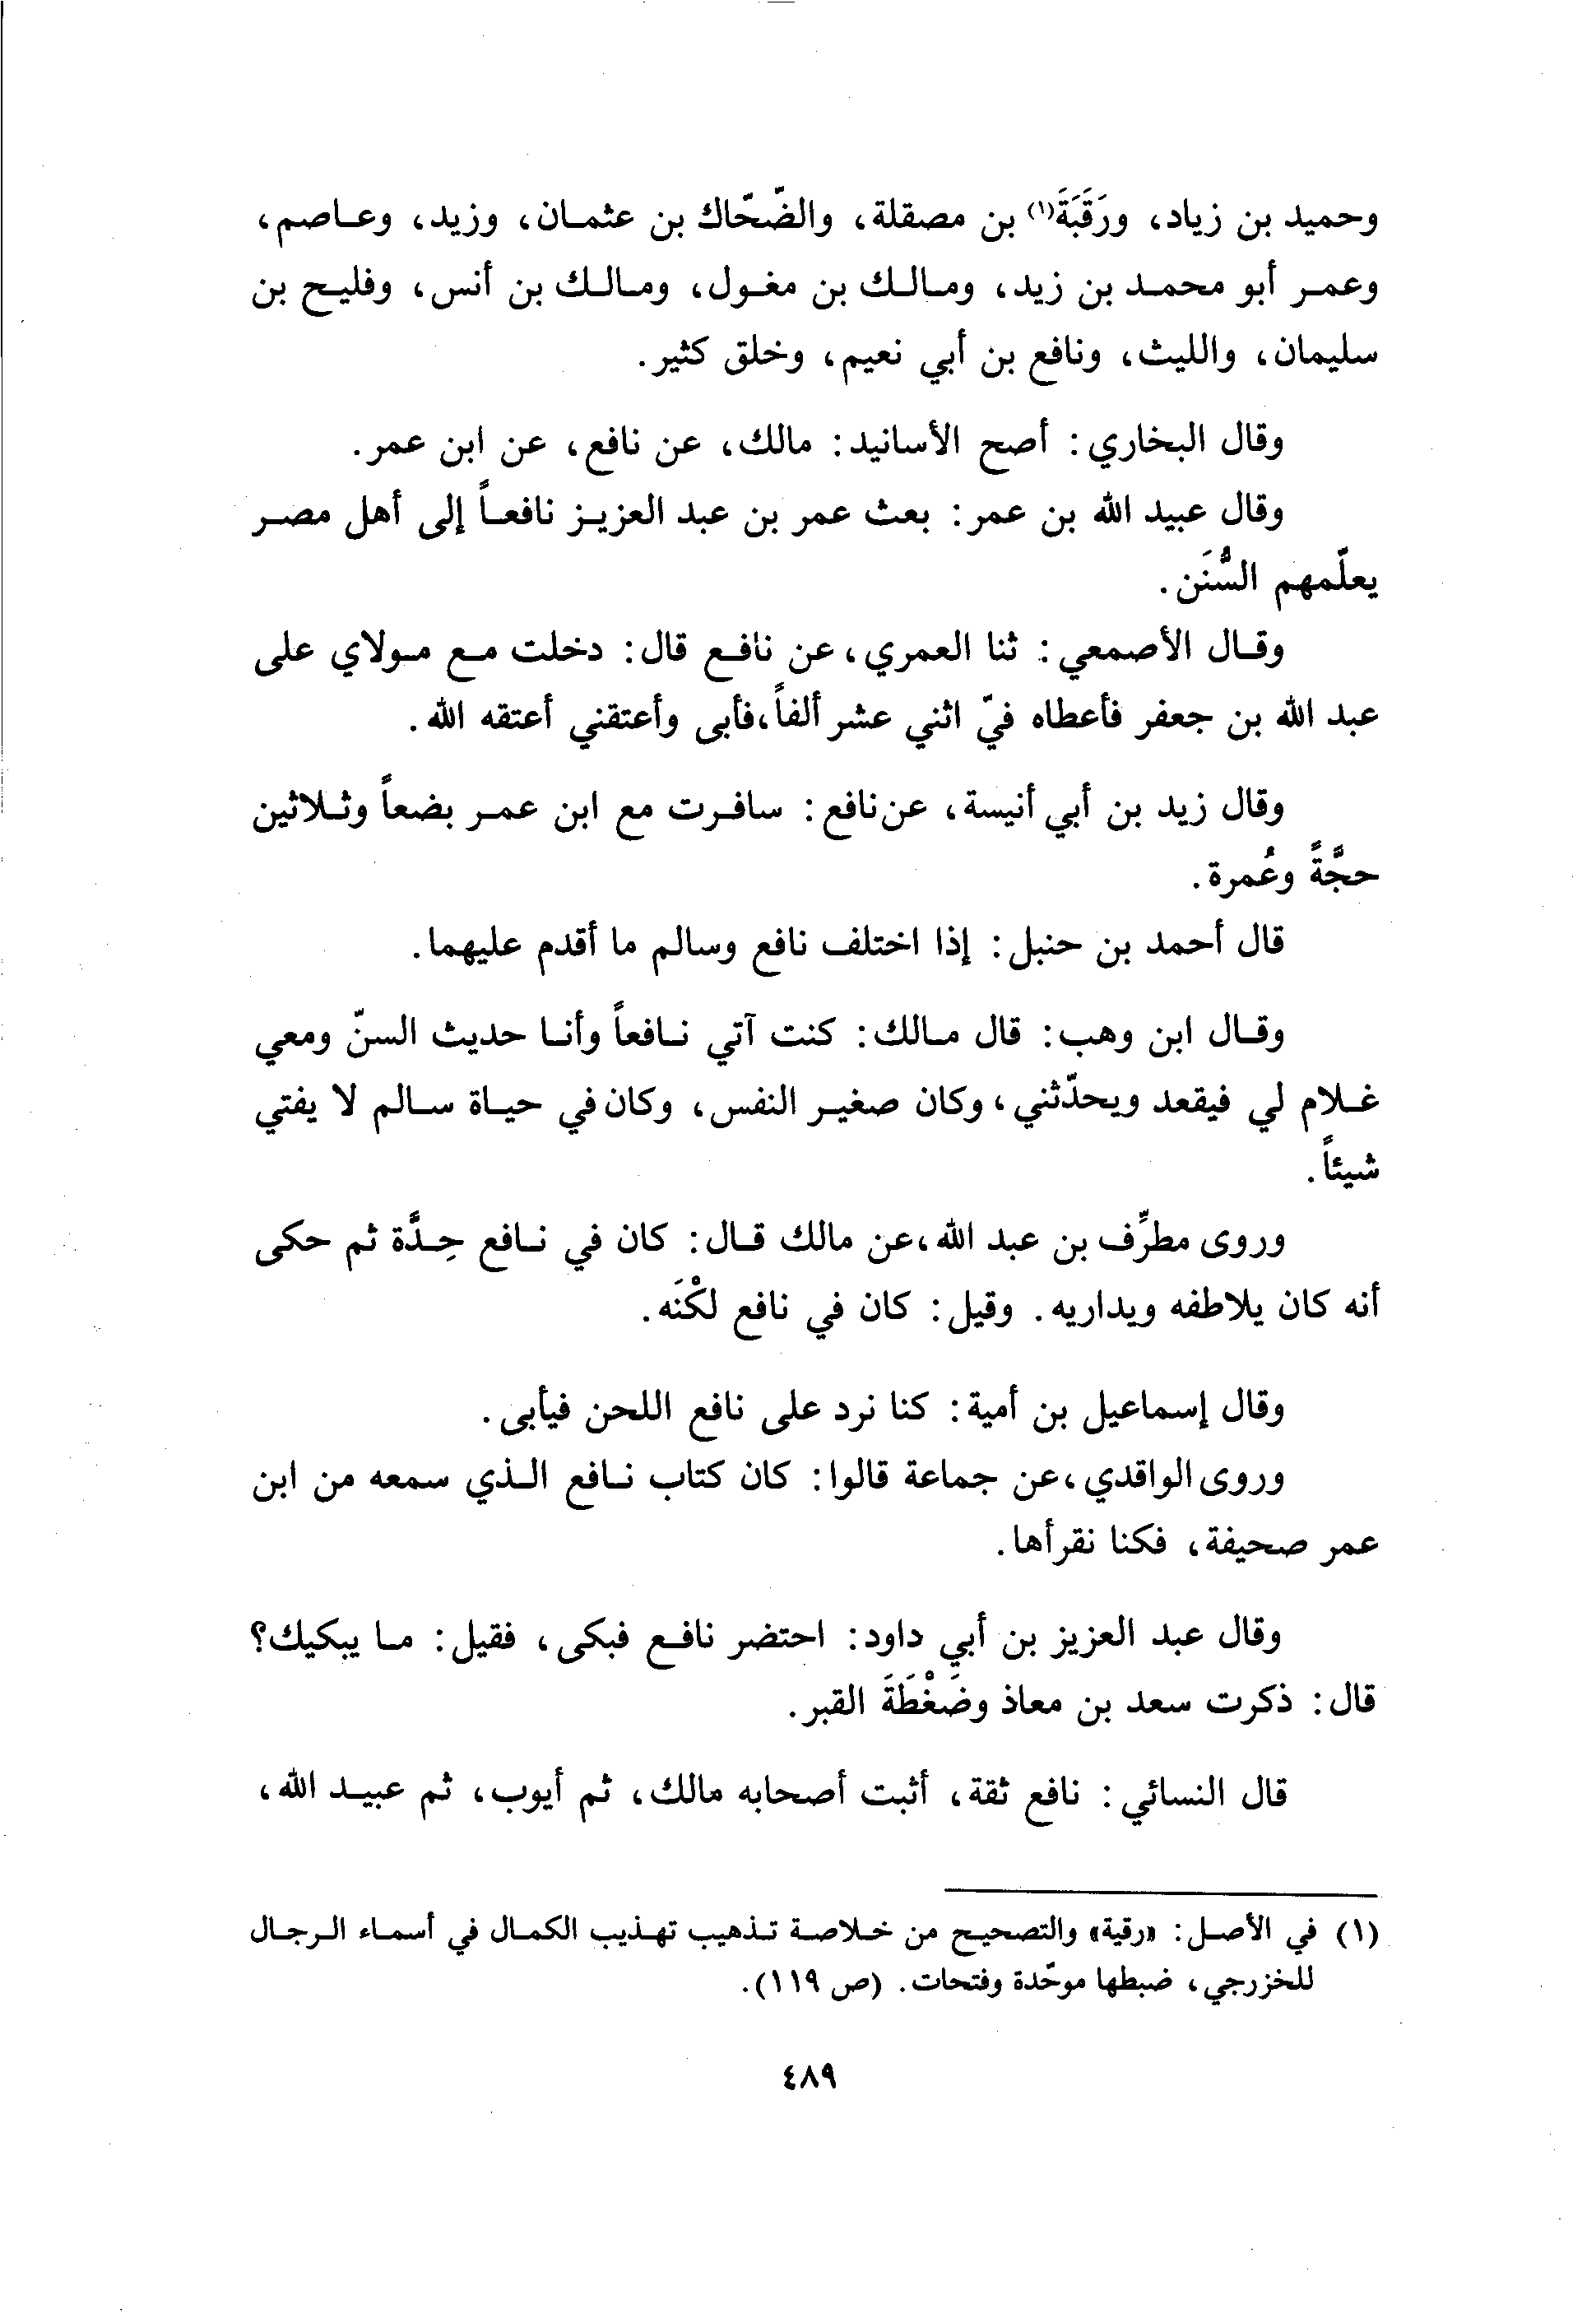 وحميد بن زياد، ورَقَبَة(١) بن مصقلة، والضّحّاك بن عثمان، وزيد، وعاصم،
وعمر أبو محمد بن زيد، ومالك بن مغول، ومالك بن أنس، وفليح بن
سليمان، والليث، ونافع بن أبي نعيم، وخلق كثير.
وقال البخاري: أصح الأسانيد: مالك، عن نافع، عن ابن عمر.
وقال عبيد الله بن عمر: بعث عمر بن عبد العزيز نافعاً إلى أهل مصر
يعلّمهم السُّنَن.
وقال الأصمعي: ثنا العمري، عن نافع قال: دخلت مع مولاي على
عبد الله بن جعفر فأعطاه فيّ اثني عشر ألفاً، فأبى وأعتقني أعتقه الله.
وقال زيد بن أبي أنيسة، عن نافع: سافرت مع ابن عمر بضعاً وثلاثين
حجَّةً وعُمرة.
قال أحمد بن حنبل: إذا اختلف نافع وسالم ما أقدم عليهما.
وقال ابن وهب: قال مالك: كنت آتي نافعاً وأنا حديث السنّ ومعي
غلام لي فيقعد ويحدّثني، وكان صغير النفس، وكان في حياة سالم لا يفتي
شيئاً.
وروى مطرِّف بن عبد الله، عن مالك قال: كان في نافع حِدَّة ثم حكى
أنه كان يلاطفه ويداريه. وقيل: كان في نافع لكْنَه.
وقال إسماعيل بن أمية: كنا نرد على نافع اللحن فيأبى.
وروى الواقدي، عن جماعة قالوا: كان كتاب نافع الذي سمعه من ابن
عمر صحيفة، فكنا نقرأها.
وقال عبد العزيز بن أبي داود: احتضر نافع فبكى، فقيل: ما يبكيك؟
قال: ذكرت سعد بن معاذ وضَغْطَةَ القبر.
قال النسائي: نافع ثقة، أثبت أصحابه مالك، ثم أيوب، ثم عبيد الله،
(١) في الأصل: «رقية» والتصحيح من خلاصة تذهيب تهذيب الكمال في أسماء الرجال
للخزرجي، ضبطها موحّدة وفتحات. (ص ١١٩).
٤٨٩